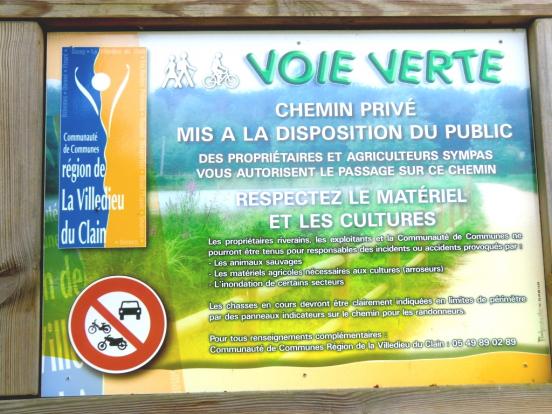 VOIE VERTE
CHEMIN PRIVÉ
MIS A LA DISPOSITION DU PUBLIC
DES PROPRIÉTAIRES ET AGRICULTEURS SYMPAS
VOUS AUTORISENT LE PASSAGE SUR CE CHEMIN
RESPECTEZ LE MATÉRIEL
ET LES CULTURES
Communauté
de Communes
région de
La Villedieu
du Clain
Les propriétaires riverains, les exploitants et la Communauté de Communes ne
pourront être tenus pour responsables des incidents ou accidents provoqués par :
- Les animaux sauvages
- Les matériels agricoles nécessaires aux cultures (arroseurs)
- L'inondation de certains secteurs
Les chasses en cours devront être clairement indiquées en limites de périmètre
par des panneaux indicateurs sur le chemin pour les randonneurs.
Pour tous renseignements complémentaires :
Communauté de Communes Région de la Villedieu du Clain : 05 49 89 02 89